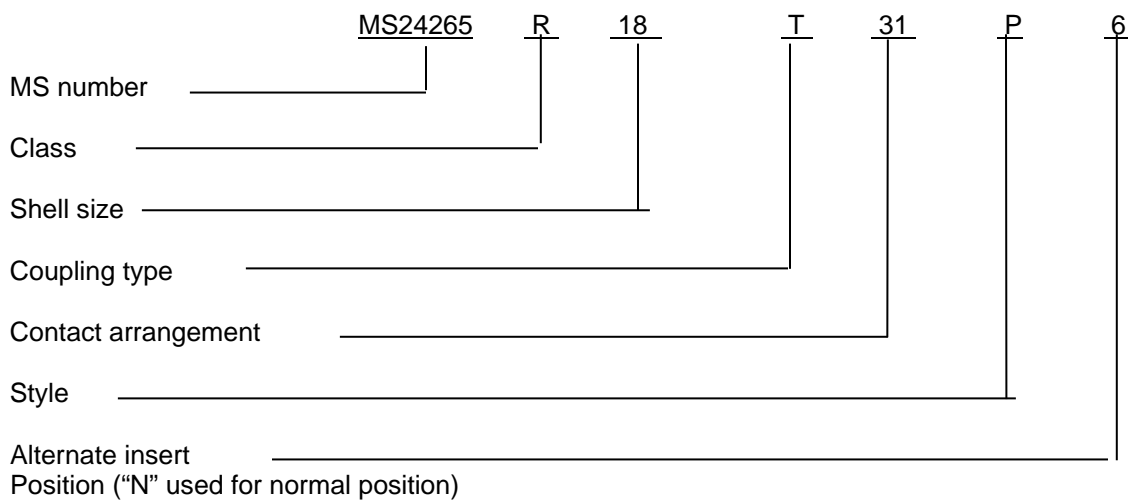 MS24265 R 18 T 31 P 6
MS number
Class
Shell size
Coupling type
Contact arrangement
Style
Alternate insert
Position (“N” used for normal position)